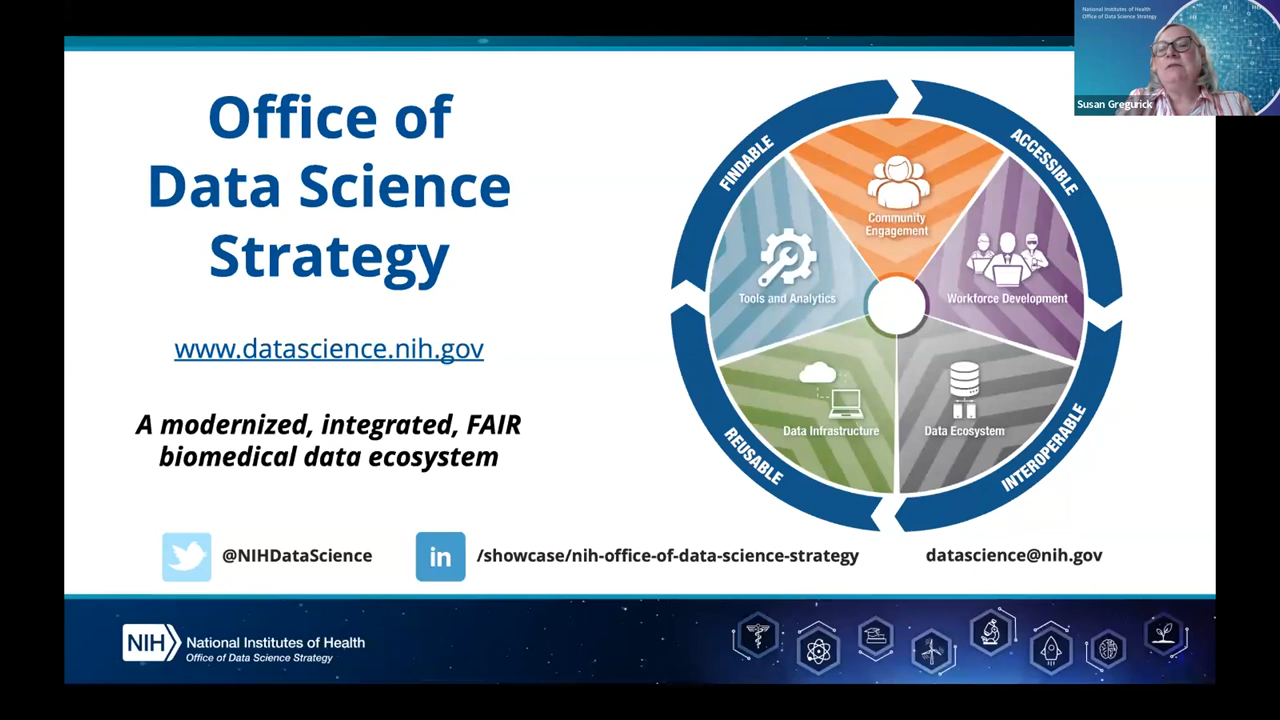 National Institutes of Health
Office of Data Science Strategy
Susan Gregurick
Office of
Data Science
Strategy
www.datascience.nih.gov
A modernized, integrated, FAIR
biomedical data ecosystem
FINDABLE
ACCESSIBLE
INTEROPERABLE
REUSABLE
Community
Engagement
Workforce Development
Data Ecosystem
Data Infrastructure
Tools and Analytics
@NIHDataScience
in
/showcase/nih-office-of-data-science-strategy
datascience@nih.gov
NIH
National Institutes of Health
Office of Data Science Strategy